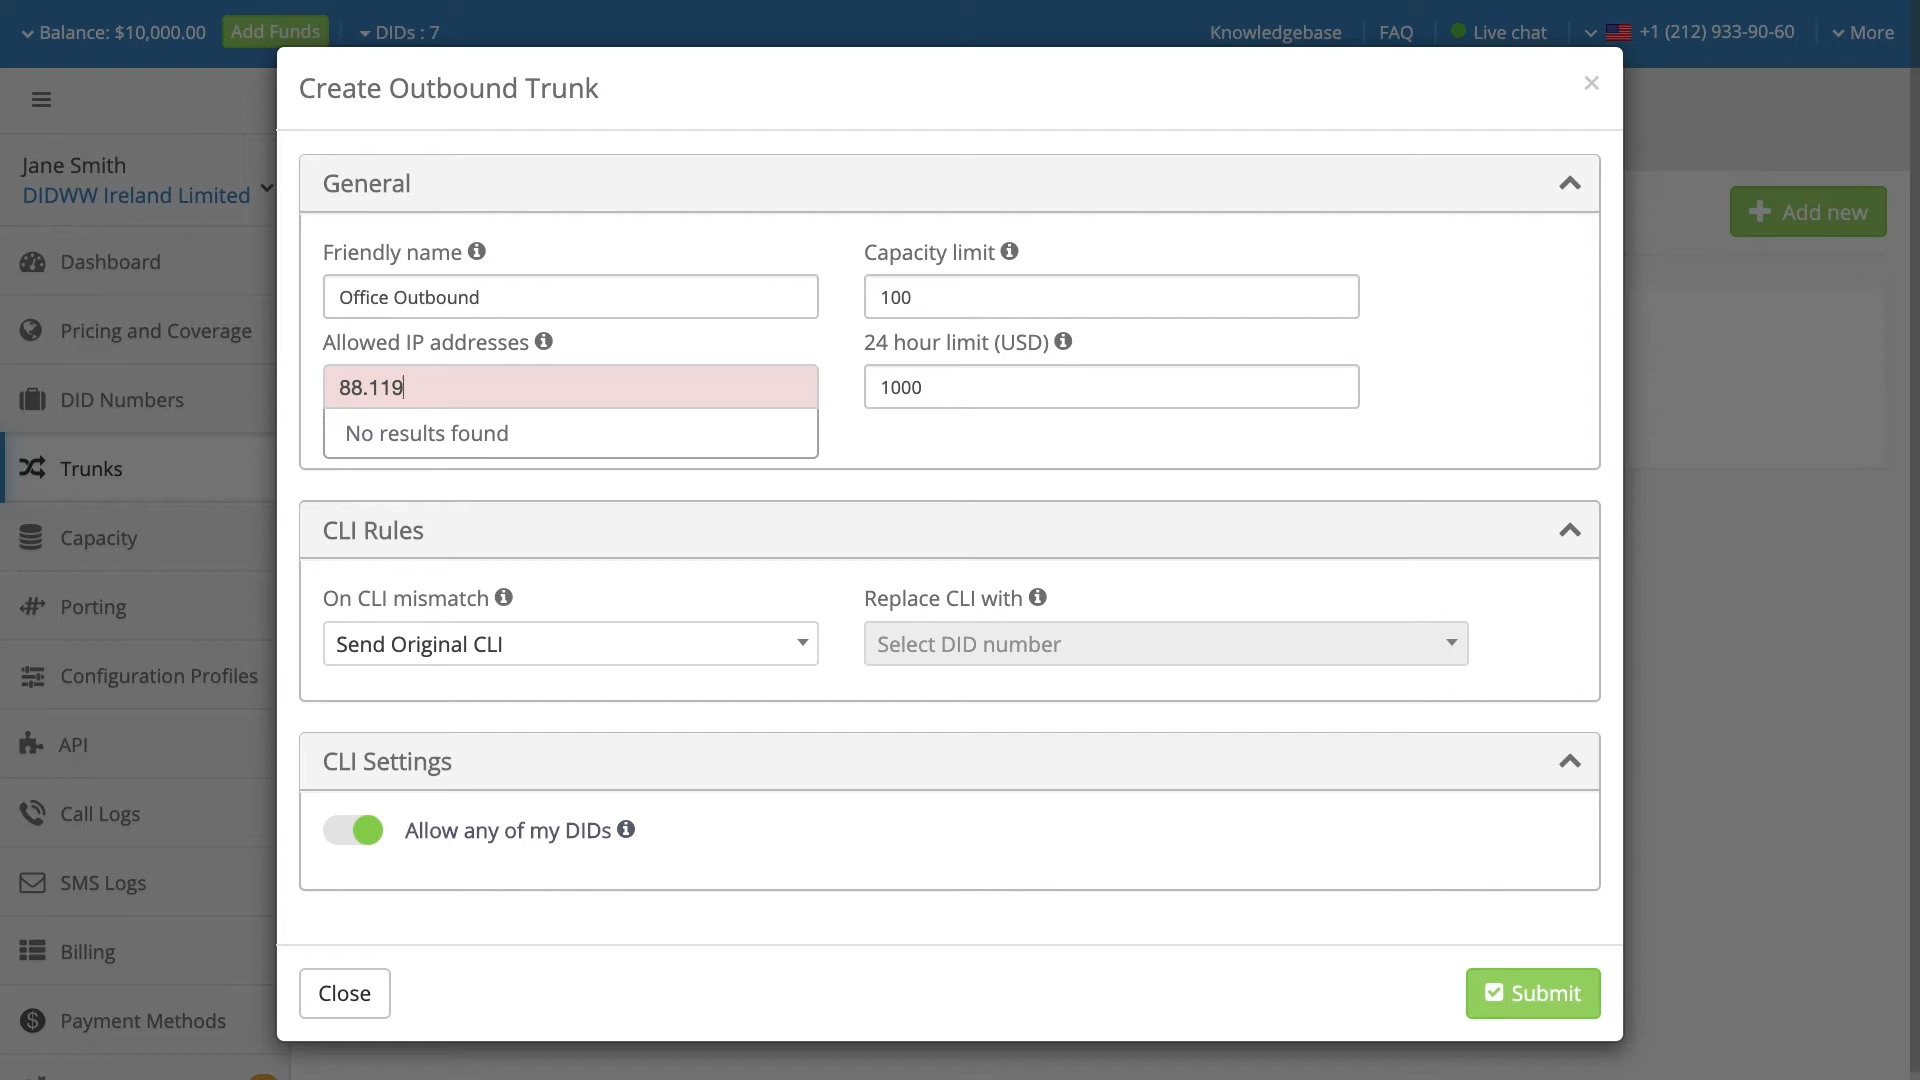 Balance: $10,000.00
Add Funds
DIDs : 7
Knowledgebase
FAQ
Live chat
+1 (212) 933-90-60
More
Create Outbound Trunk
×
Jane Smith
DIDWW Ireland Limited
Dashboard
Pricing and Coverage
DID Numbers
Trunks
Capacity
Porting
Configuration Profiles
API
Call Logs
SMS Logs
Billing
Payment Methods
Add new
General
Friendly name
Capacity limit
Office Outbound
100
Allowed IP addresses
24 hour limit (USD)
88.119
1000
No results found
CLI Rules
On CLI mismatch
Replace CLI with
Send Original CLI
Select DID number
CLI Settings
Allow any of my DIDs
Close
Submit